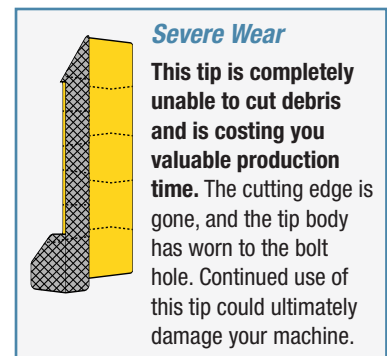 Severe Wear
This tip is completely
unable to cut debris
and is costing you
valuable production
time. The cutting edge is
gone, and the tip body
has worn to the bolt
hole. Continued use of
this tip could ultimately
damage your machine.